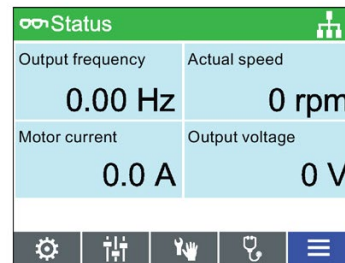 Status
Output frequency
Actual speed
0.00 Hz
0 rpm
Motor current
Output voltage
0.0 A
0 V